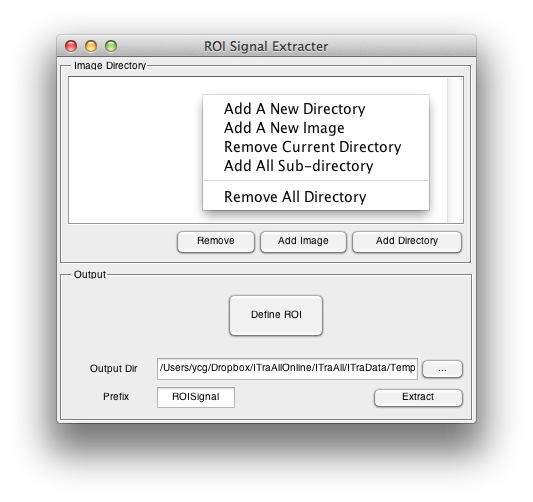 ROI Signal Extracter
Image Directory
Add A New Directory
Add A New Image
Remove Current Directory
Add All Sub-directory
Remove All Directory
Remove Add Image Add Directory
Output
Define ROI
Output Dir /Users/ycg/Dropbox/ITraAllOnline/ITraAll/ITraData/Temp ...
Prefix ROISignal Extract